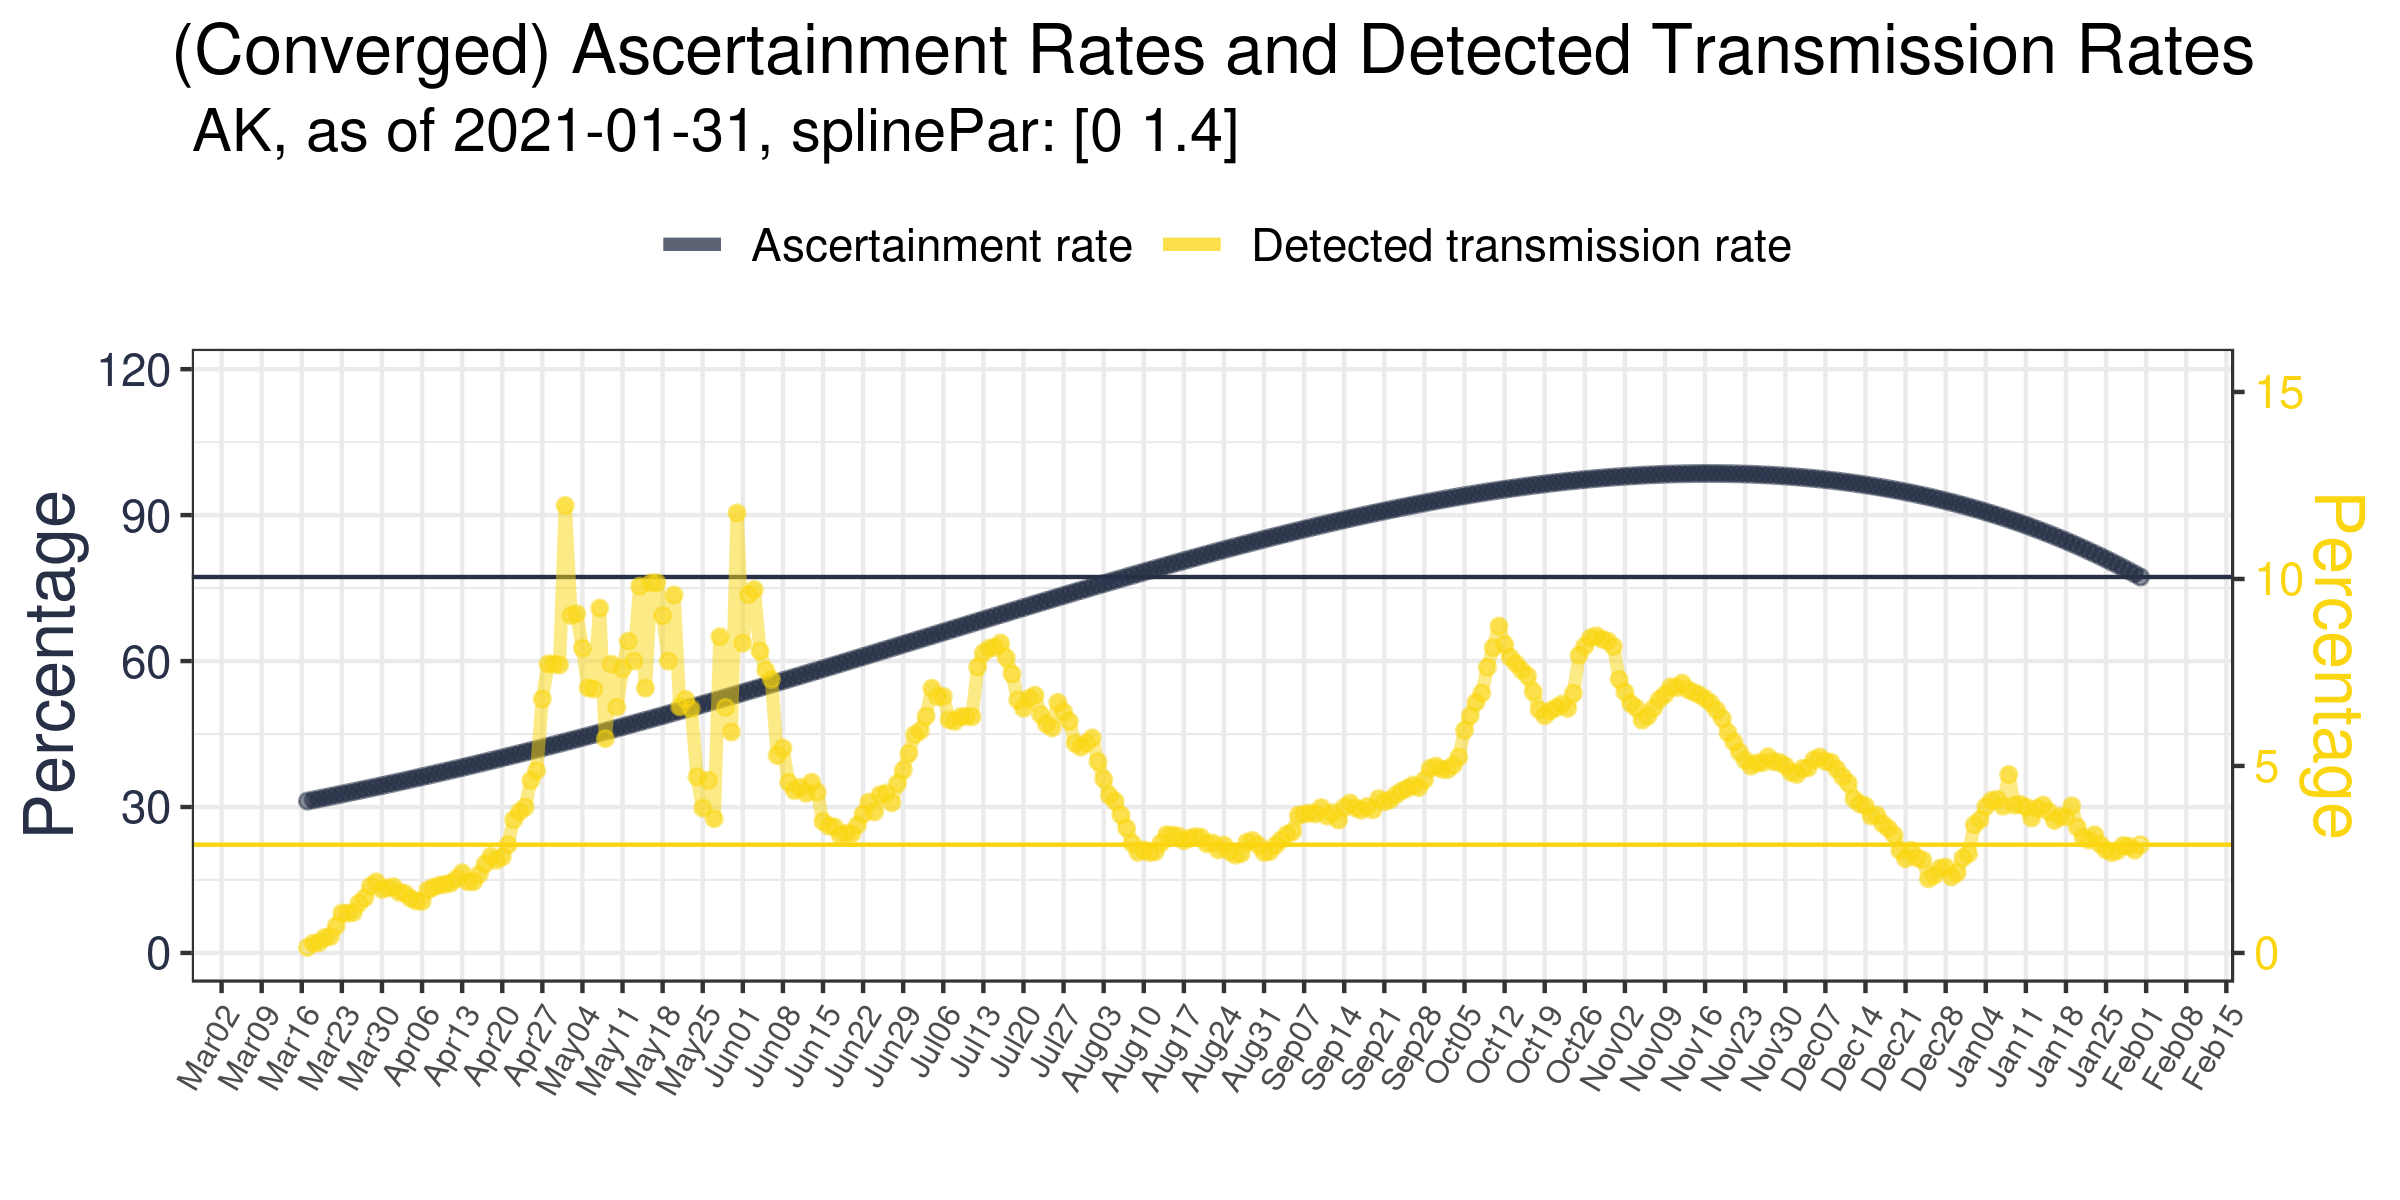 (Converged) Ascertainment Rates and Detected Transmission Rates
AK, as of 2021-01-31, splinePar: [0 1.4]
Ascertainment rate Detected transmission rate
Percentage
120
90
60
30
0
15
10
5
0
Percentage
Mar02 Mar09 Mar16 Mar23 Mar30 Apr06 Apr13 Apr20 Apr27 May04 May11 May18 May25 Jun01 Jun08 Jun15 Jun22 Jun29 Jul06 Jul13 Jul20 Jul27 Aug03 Aug10 Aug17 Aug24 Aug31 Sep07 Sep14 Sep21 Sep28 Oct05 Oct12 Oct19 Oct26 Nov02 Nov09 Nov16 Nov23 Nov30 Dec07 Dec14 Dec21 Dec28 Jan04 Jan11 Jan18 Jan25 Feb01 Feb08 Feb15